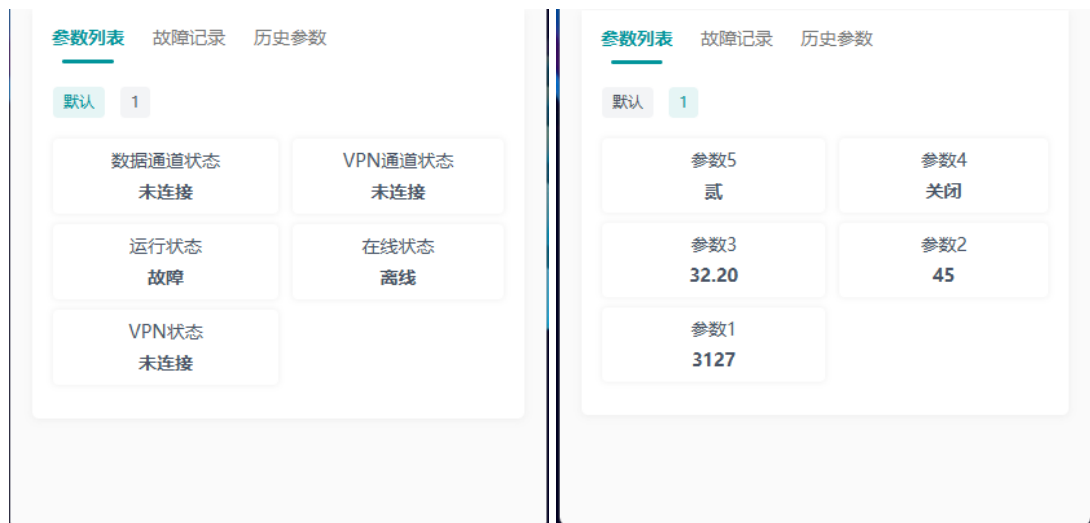 参数列表 故障记录 历史参数
默认 1
数据通道状态 VPN通道状态
未连接 未连接
运行状态 在线状态
故障 离线
VPN状态
未连接
参数列表 故障记录 历史参数
默认 1
参数5 参数4
贰 关闭
参数3 参数2
32.20 45
参数1
3127